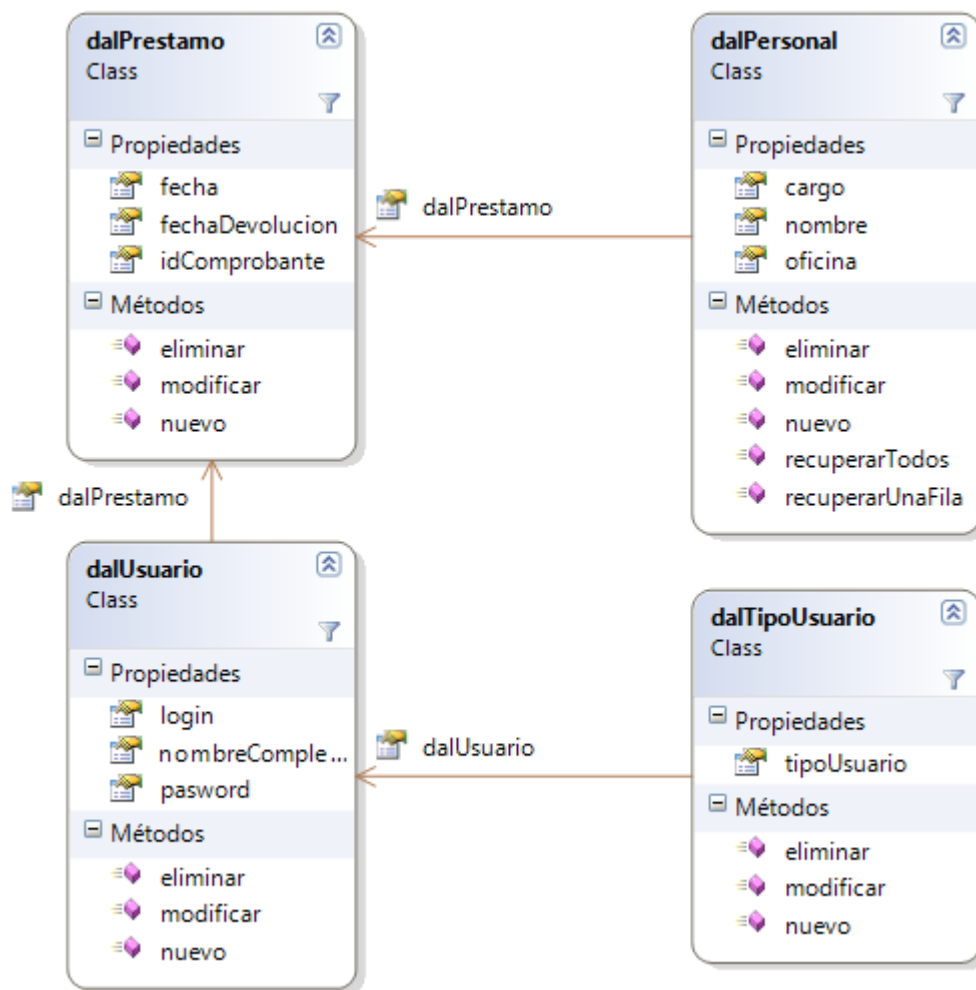 dalPrestamo
Class
Propiedades
fecha
fechaDevolucion
idComprobante
Métodos
eliminar
modificar
nuevo
dalPrestamo
dalPersonal
Class
Propiedades
cargo
nombre
oficina
Métodos
eliminar
modificar
nuevo
recuperarTodos
recuperarUnaFila
dalPrestamo
dalUsuario
Class
Propiedades
login
nombreComple...
pasword
Métodos
eliminar
modificar
nuevo
dalUsuario
dalTipoUsuario
Class
Propiedades
tipoUsuario
Métodos
eliminar
modificar
nuevo